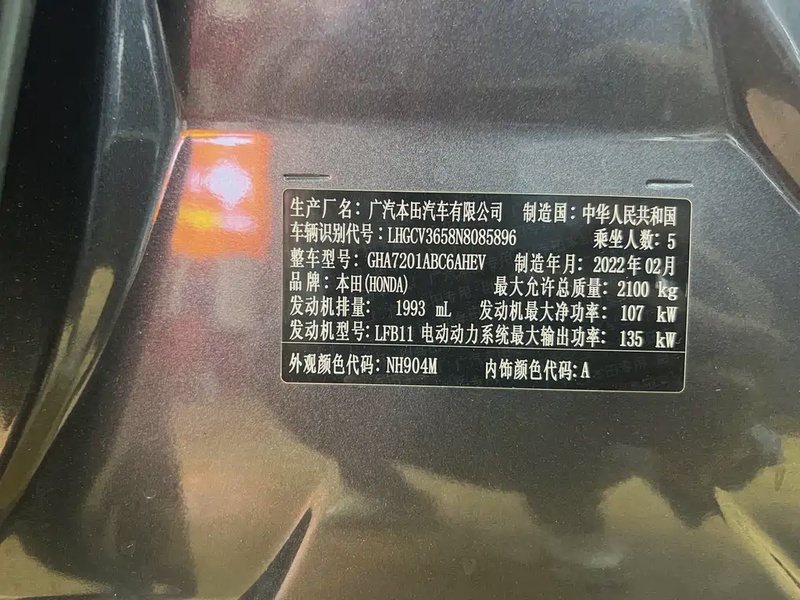 生产厂名：广汽本田汽车有限公司 制造国：中华人民共和国
车辆识别代号：LHGCV3658N8085896 乘坐人数：5
整车型号：GHA7201ABC6AHEV 制造年月：2022年02月
品牌：本田(HONDA) 最大允许总质量：2100 kg
发动机排量： 1993 mL 发动机最大净功率：107 kW
发动机型号：LFB11 电动动力系统最大输出功率：135 kW
外观颜色代码：NH904M 内饰颜色代码：A